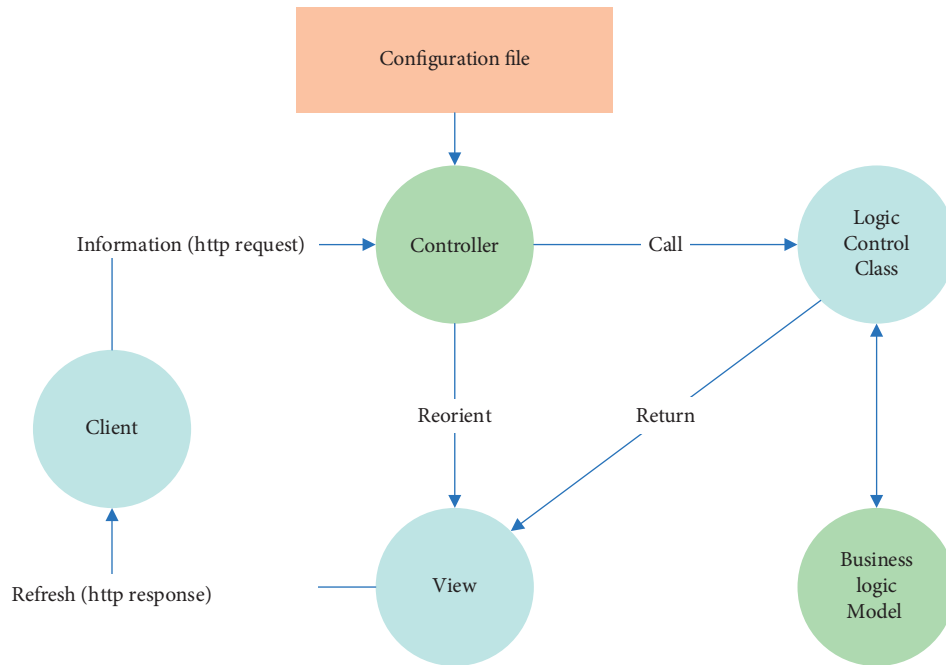 Configuration file
Information (http request)
Controller
Call
Logic
Control
Class
Client
Reorient
Return
Refresh (http response)
View
Business
logic
Model